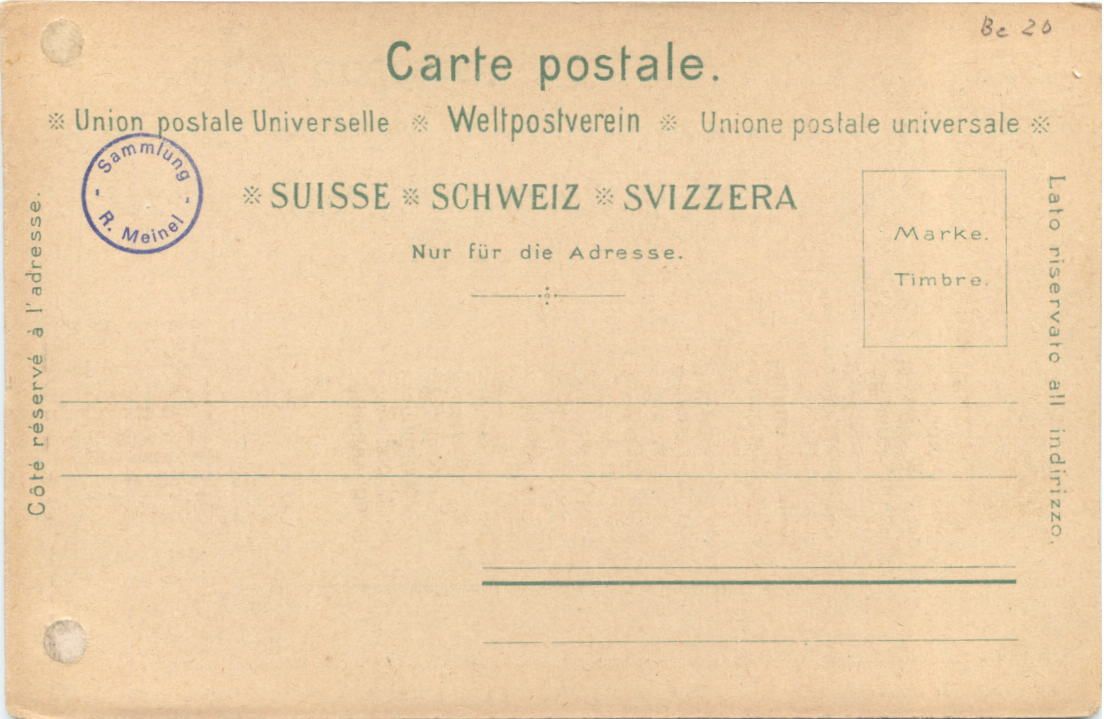 Bc 20
Carte postale.
※ Union postale Universelle ※ Weltpostverein ※ Unione postale universale ※
Sammlung
- R. Meinel -
※ SUISSE ※ SCHWEIZ ※ SVIZZERA
Nur für die Adresse.
Marke.
Timbre.
Côté réservé à l'adresse.
Lato riservato all indirizzo.